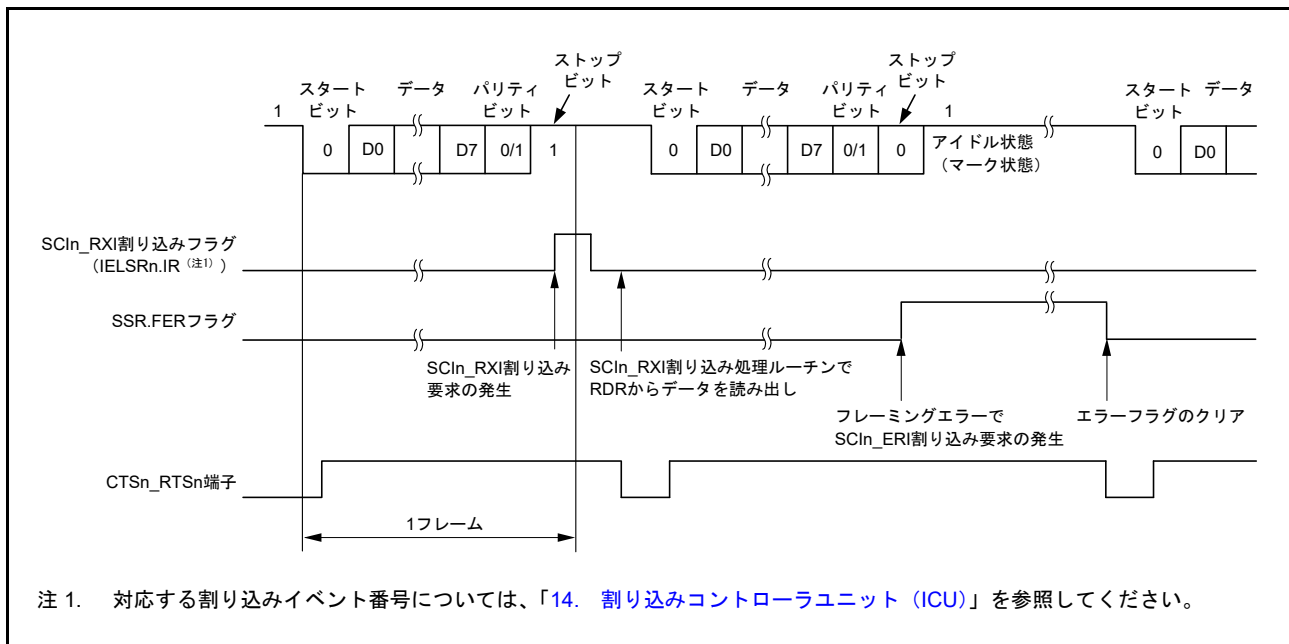 ストップ
ビット
ストップ
ビット
スタート
ビット
データ
パリティ
ビット
スタート
ビット
データ
パリティ
ビット
スタート
ビット
データ
1
1
0
D0
D7
0/1
1
0
D0
D7
0/1
0
アイドル状態
（マーク状態）
0
D0
SCIn_RXI割り込みフラグ
（IELSRn.IR（注1））
SSR.FERフラグ
SCIn_RXI割り込み
要求の発生
SCIn_RXI割り込み処理ルーチンで
RDRからデータを読み出し
フレーミングエラーで
SCIn_ERI割り込み要求の発生
エラーフラグのクリア
CTSn_RTSn端子
1フレーム
注 1. 対応する割り込みイベント番号については、「14. 割り込みコントローラユニット（ICU）」を参照してください。